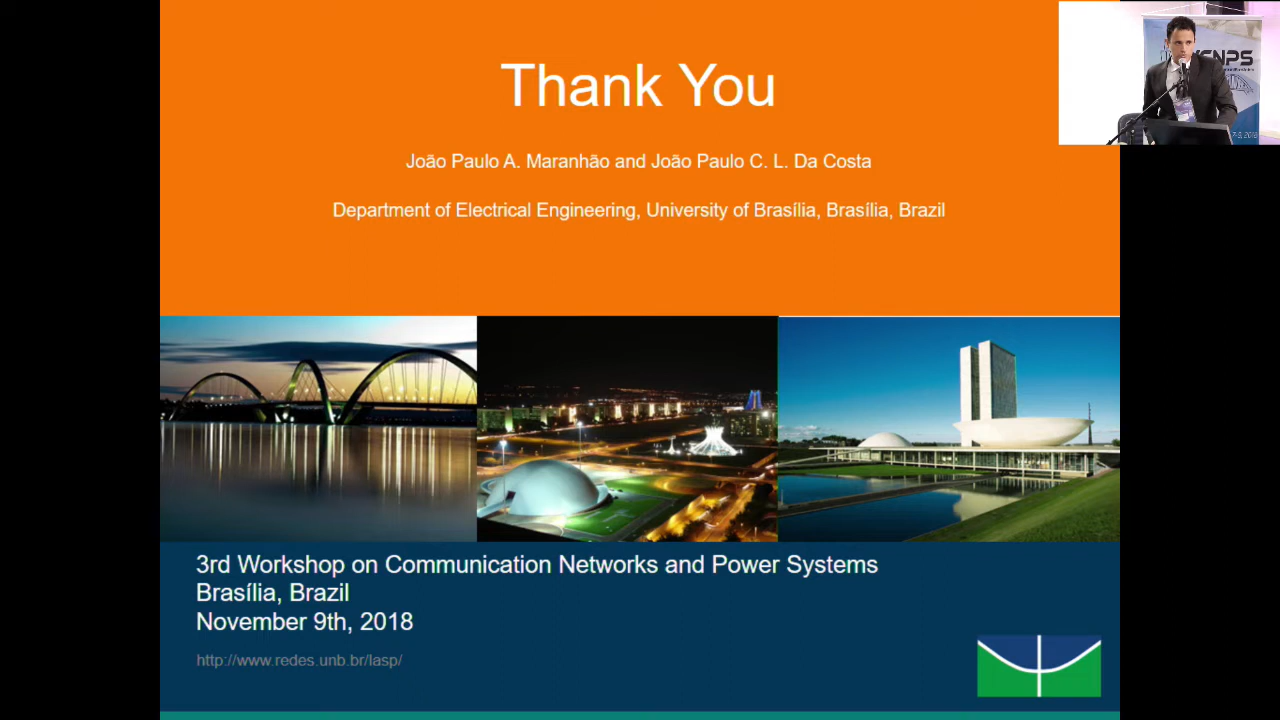 Thank You
João Paulo A. Maranhão and João Paulo C. L. Da Costa
Department of Electrical Engineering, University of Brasília, Brasília, Brazil
3rd Workshop on Communication Networks and Power Systems
Brasília, Brazil
November 9th, 2018
http://www.redes.unb.br/lasp/